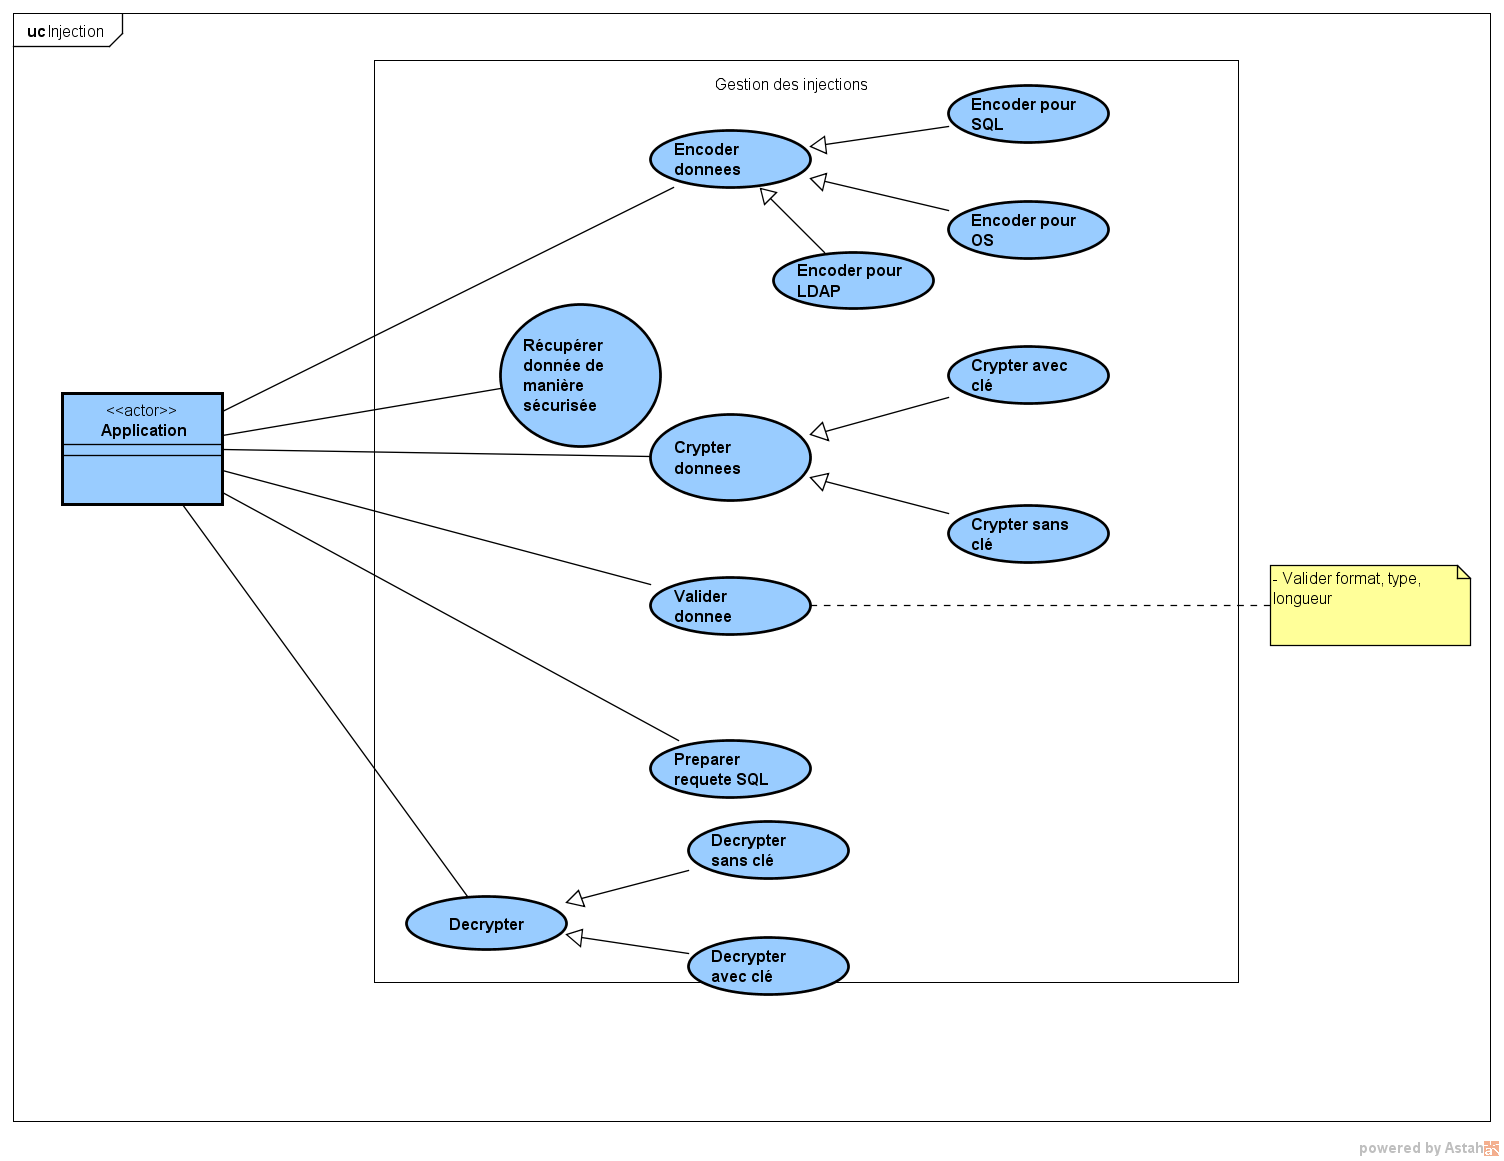 uc Injection
Gestion des injections
Encoder pour
SQL
Encoder
donnees
Encoder pour
OS
Encoder pour
LDAP
Récupérer
donnée de
manière
sécurisée
Crypter avec
clé
<<actor>>
Application
Crypter
donnees
Crypter sans
clé
- Valider format, type,
longueur
Valider
donnee
Preparer
requete SQL
Decrypter
sans clé
Decrypter
Decrypter
avec clé
powered by Astah